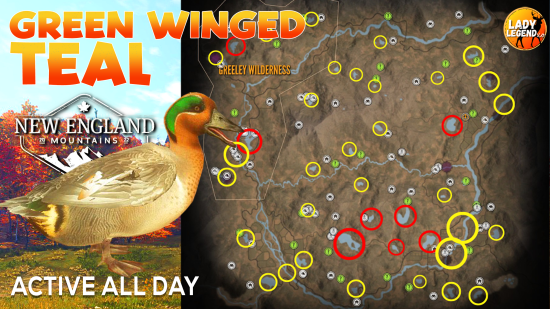 GREEN WINGED
TEAL
LADY
LEGEND
GREELEY WILDERNESS
NEW ENGLAND
MOUNTAINS
ACTIVE ALL DAY